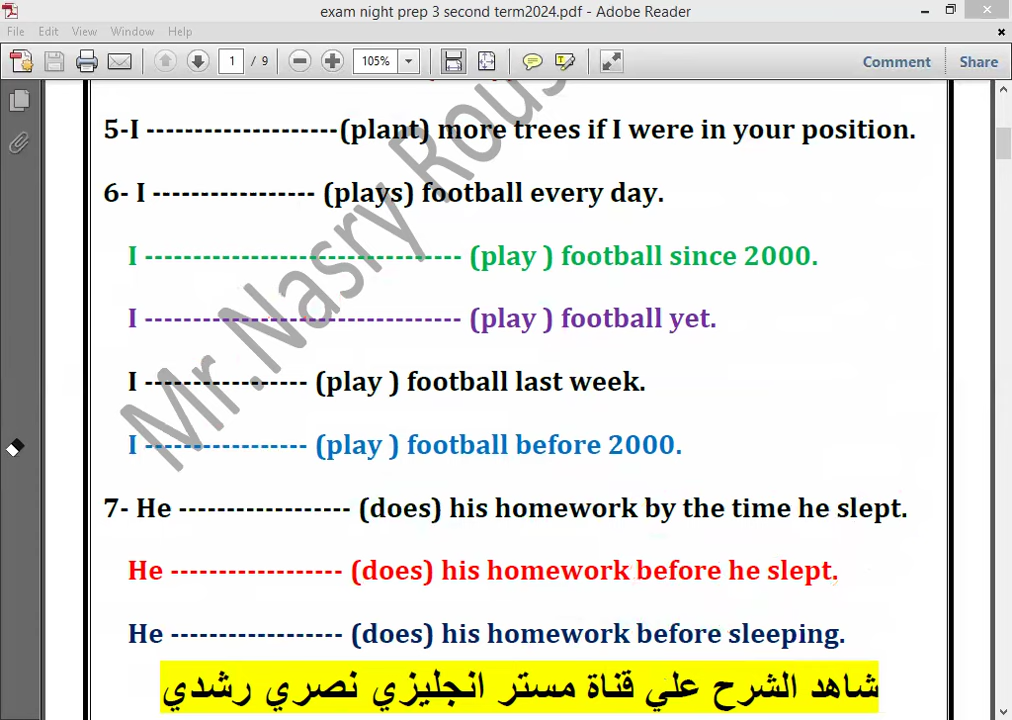 exam night prep 3 second term2024.pdf - Adobe Reader
File Edit View Window Help
1 / 9 105% Comment Share
5-I --------------------(plant) more trees if I were in your position.
6- I ----------------- (plays) football every day.
I --------------------------------- (play ) football since 2000.
I --------------------------------- (play ) football yet.
I ----------------- (play ) football last week.
I ----------------- (play ) football before 2000.
7- He ------------------ (does) his homework by the time he slept.
He ------------------ (does) his homework before he slept.
He ------------------ (does) his homework before sleeping.
شاهد الشرح علي قناة مستر انجليزي نصري رشدي
Mr.Nasry Rous